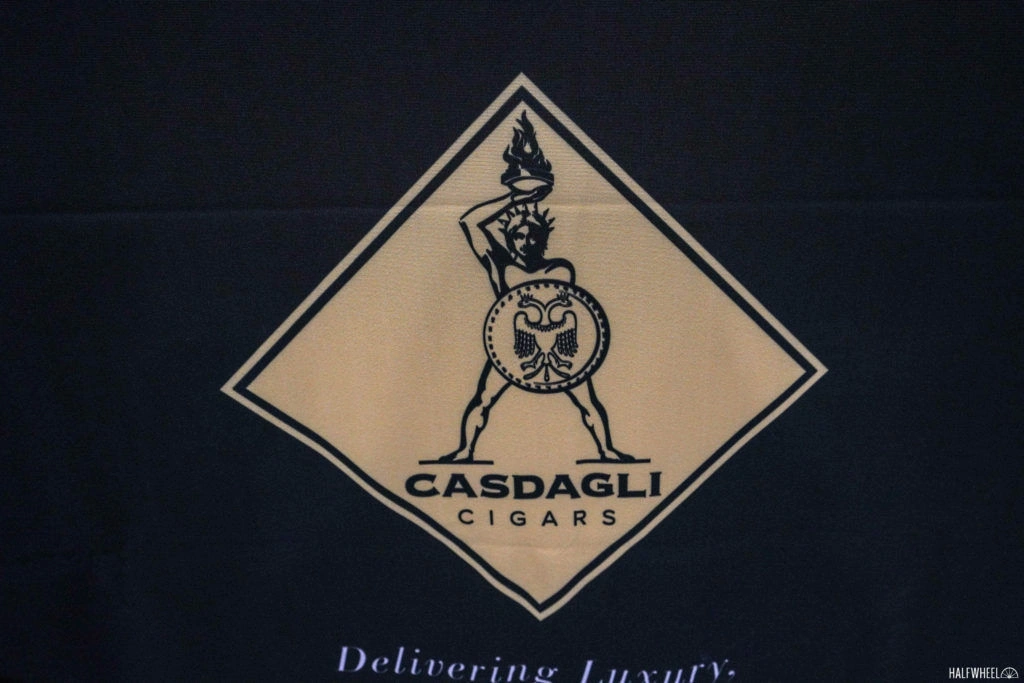 CASDAGLI
CIGARS
Delivering Luxury,
HALFWHEEL